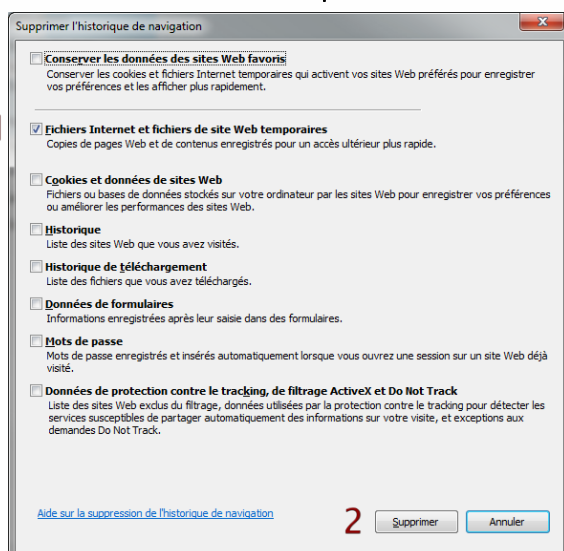 Supprimer l'historique de navigation
Conserver les données des sites Web favoris
Conserver les cookies et fichiers Internet temporaires qui activent vos sites Web préférés pour enregistrer
vos préférences et les afficher plus rapidement.
Fichiers Internet et fichiers de site Web temporaires
Copies de pages Web et de contenus enregistrés pour un accès ultérieur plus rapide.
Cookies et données de sites Web
Fichiers ou bases de données stockés sur votre ordinateur par les sites Web pour enregistrer vos préférences
ou améliorer les performances des sites Web.
Historique
Liste des sites Web que vous avez visités.
Historique de téléchargement
Liste des fichiers que vous avez téléchargés.
Données de formulaires
Informations enregistrées après leur saisie dans des formulaires.
Mots de passe
Mots de passe enregistrés et insérés automatiquement lorsque vous ouvrez une session sur un site Web déjà
visité.
Données de protection contre le tracking, de filtrage ActiveX et Do Not Track
Liste des sites Web exclus du filtrage, données utilisées par la protection contre le tracking pour détecter les
services susceptibles de partager automatiquement des informations sur votre visite, et exceptions aux
demandes Do Not Track.
Aide sur la suppression de l'historique de navigation 2 Supprimer Annuler